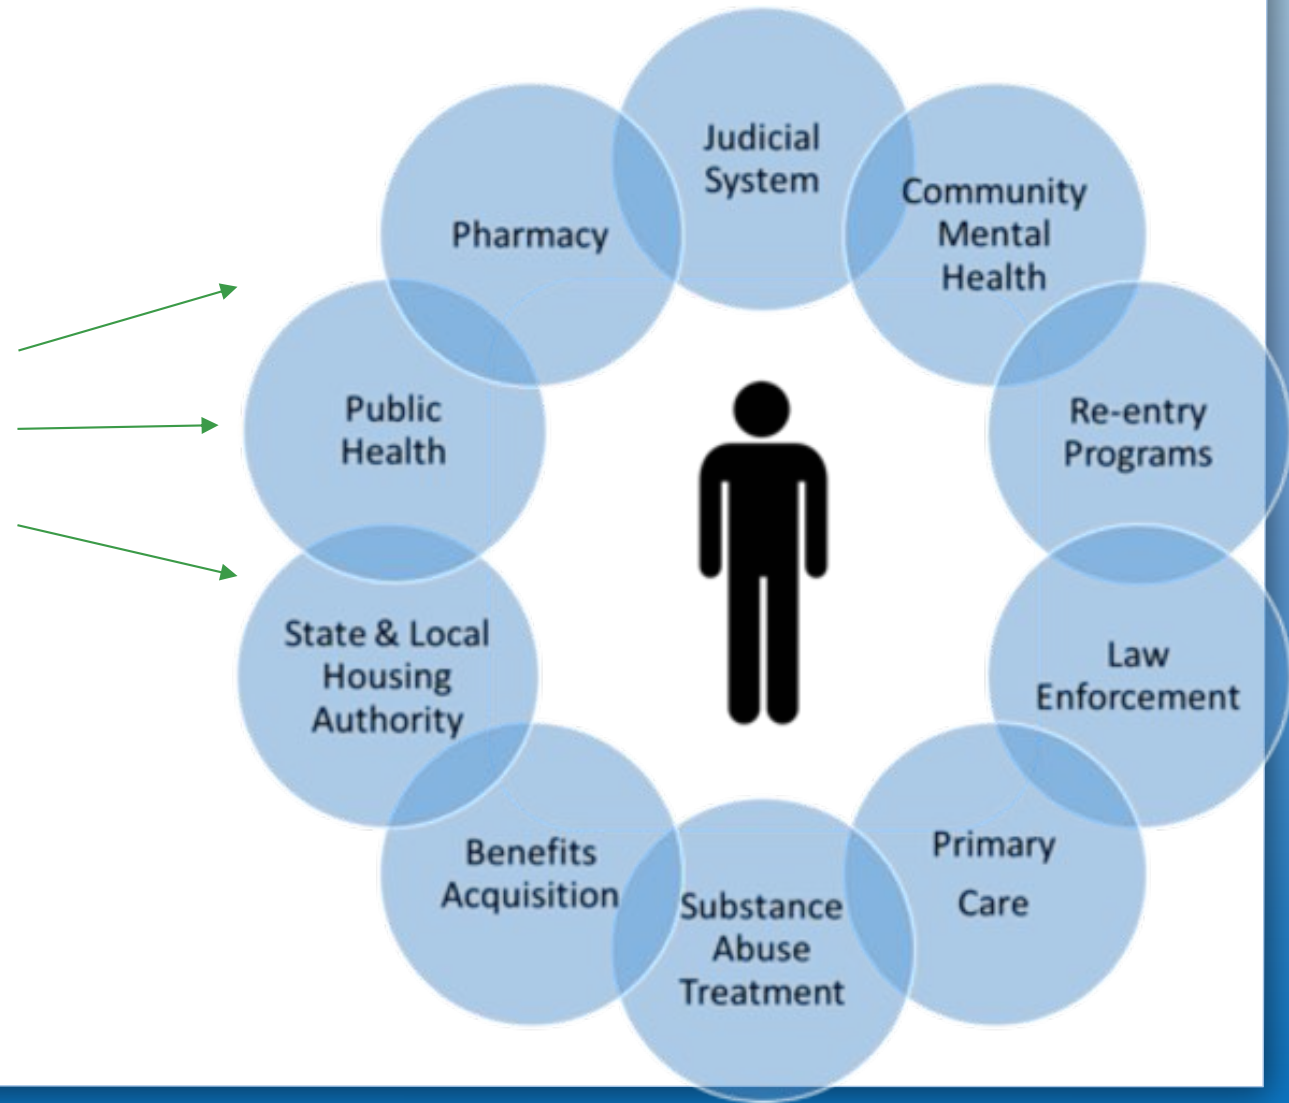 Judicial
System
Community
Mental
Health
Re-entry
Programs
Law
Enforcement
Primary
Care
Substance
Abuse
Treatment
Benefits
Acquisition
State & Local
Housing
Authority
Public
Health
Pharmacy